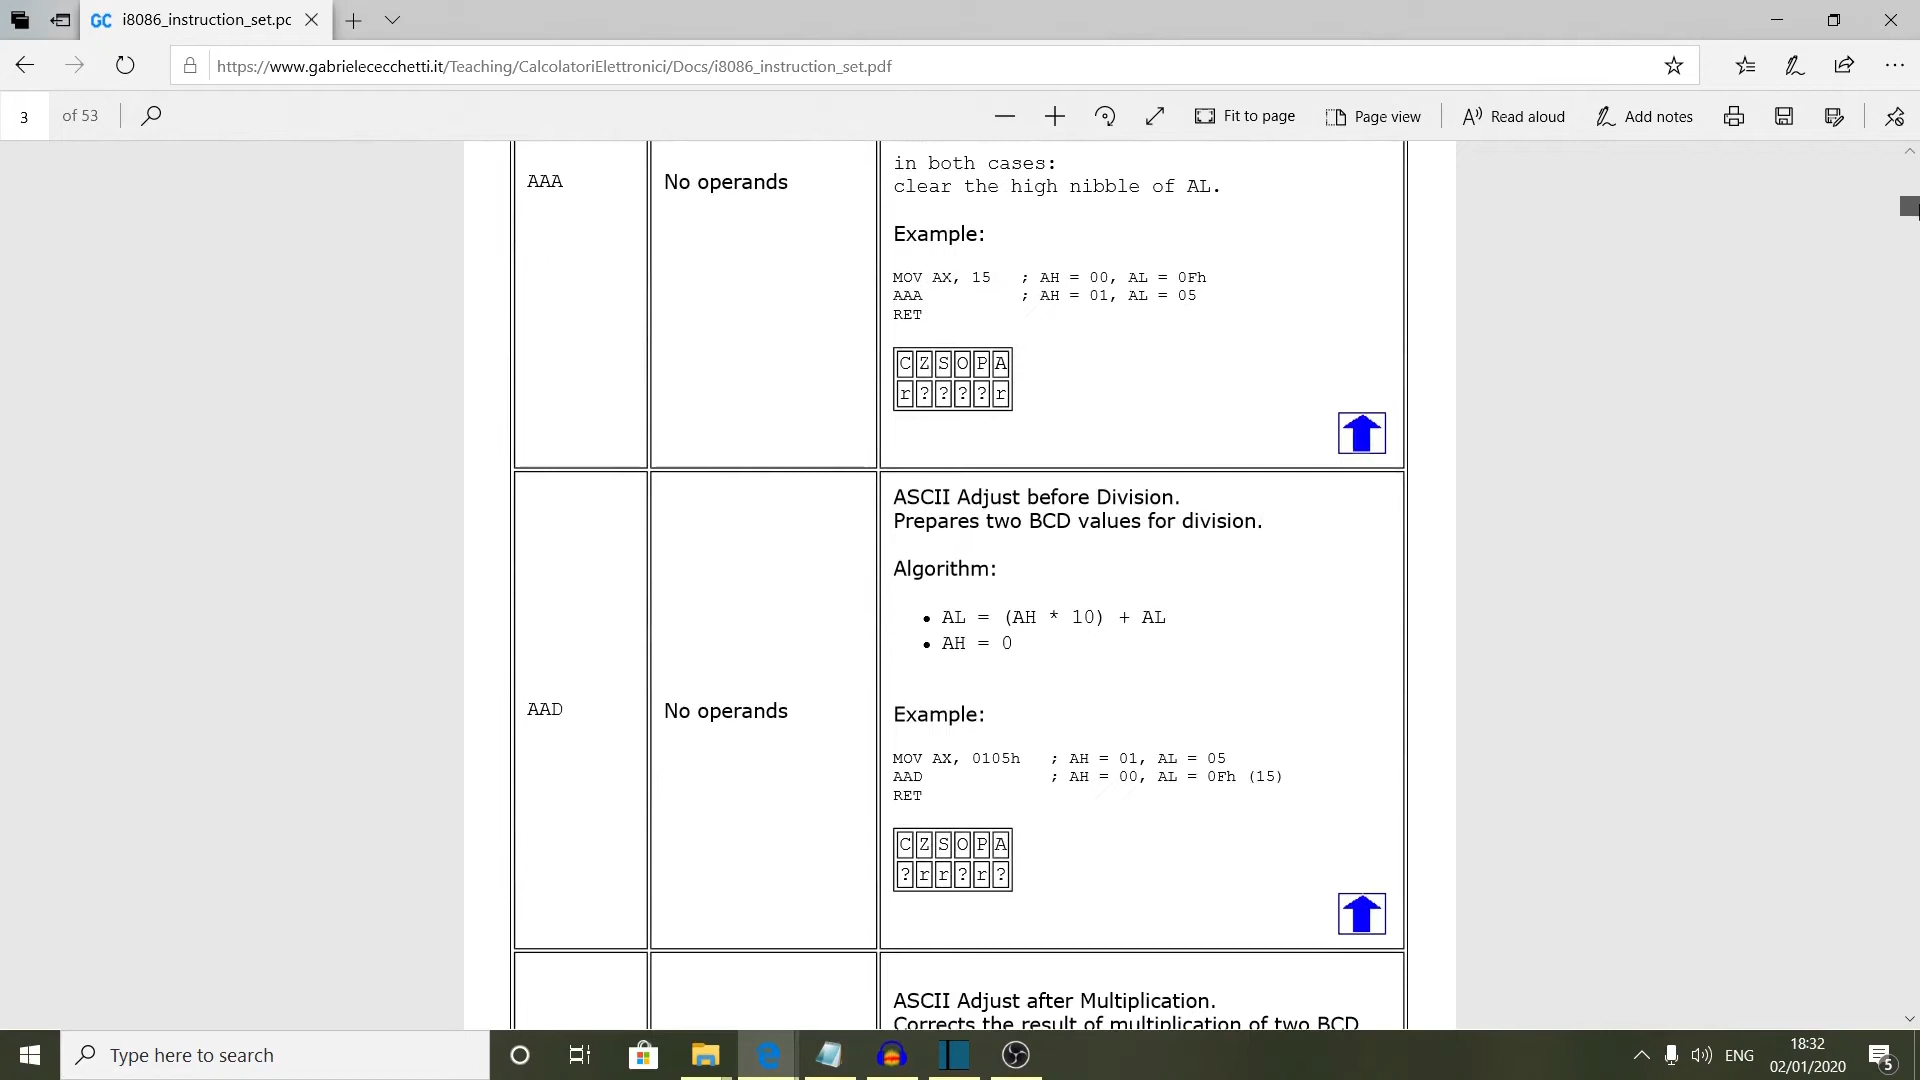 GC i8086_instruction_set.pc
https://www.gabrielececchetti.it/Teaching/CalcolatoriElettronici/Docs/i8086_instruction_set.pdf
3 of 53 Fit to page Page view Read aloud Add notes
in both cases:
AAA No operands
clear the high nibble of AL.
Example:
MOV AX, 15 ; AH = 00, AL = 0Fh
AAA ; AH = 01, AL = 05
RET
C Z S O P A
r ? ? ? ? r
ASCII Adjust before Division.
Prepares two BCD values for division.
Algorithm:
• AL = (AH * 10) + AL
• AH = 0
AAD No operands
Example:
MOV AX, 0105h ; AH = 01, AL = 05
AAD ; AH = 00, AL = 0Fh (15)
RET
C Z S O P A
? r r ? r ?
ASCII Adjust after Multiplication.
Corrects the result of multiplication of two BCD
Type here to search
ENG
18:32
02/01/2020
5